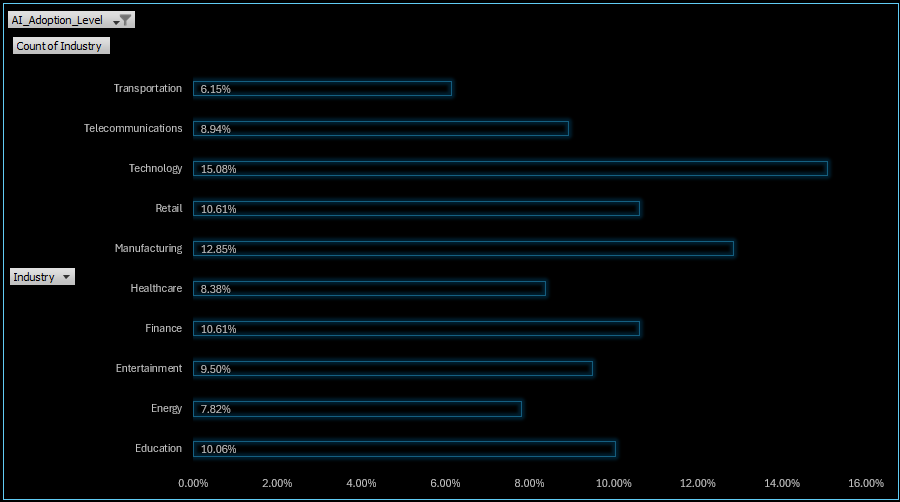 AI_Adoption_Level
Count of Industry
Transportation 6.15%
Telecommunications 8.94%
Technology 15.08%
Retail 10.61%
Manufacturing 12.85%
Industry
Healthcare 8.38%
Finance 10.61%
Entertainment 9.50%
Energy 7.82%
Education 10.06%
0.00% 2.00% 4.00% 6.00% 8.00% 10.00% 12.00% 14.00% 16.00%